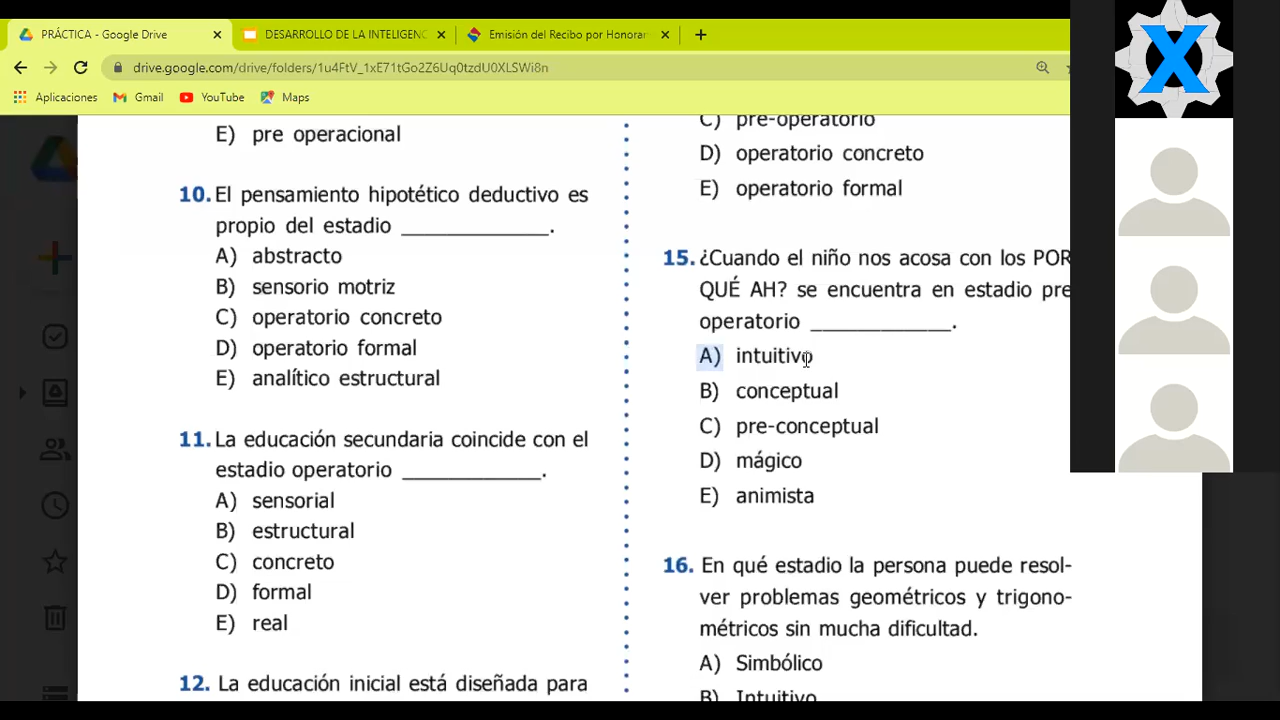 PRÁCTICA - Google Drive
DESARROLLO DE LA INTELIGENC
Emisión del Recibo por Honorar
drive.google.com/drive/folders/1u4FtV_1xE71tGo2Z6Uq0tzdU0XLSWi8n
Aplicaciones
Gmail
YouTube
Maps
E) pre operacional
10. El pensamiento hipotético deductivo es
propio del estadio ____________.
A) abstracto
B) sensorio motriz
C) operatorio concreto
D) operatorio formal
E) analítico estructural
11. La educación secundaria coincide con el
estadio operatorio ____________.
A) sensorial
B) estructural
C) concreto
D) formal
E) real
12. La educación inicial está diseñada para
C) pre-operatorio
D) operatorio concreto
E) operatorio formal
15. ¿Cuando el niño nos acosa con los POR
QUÉ AH? se encuentra en estadio pre
operatorio ____________.
A) intuitivo
B) conceptual
C) pre-conceptual
D) mágico
E) animista
16. En qué estadio la persona puede resol-
ver problemas geométricos y trigono-
métricos sin mucha dificultad.
A) Simbólico
B) Intuitivo
X